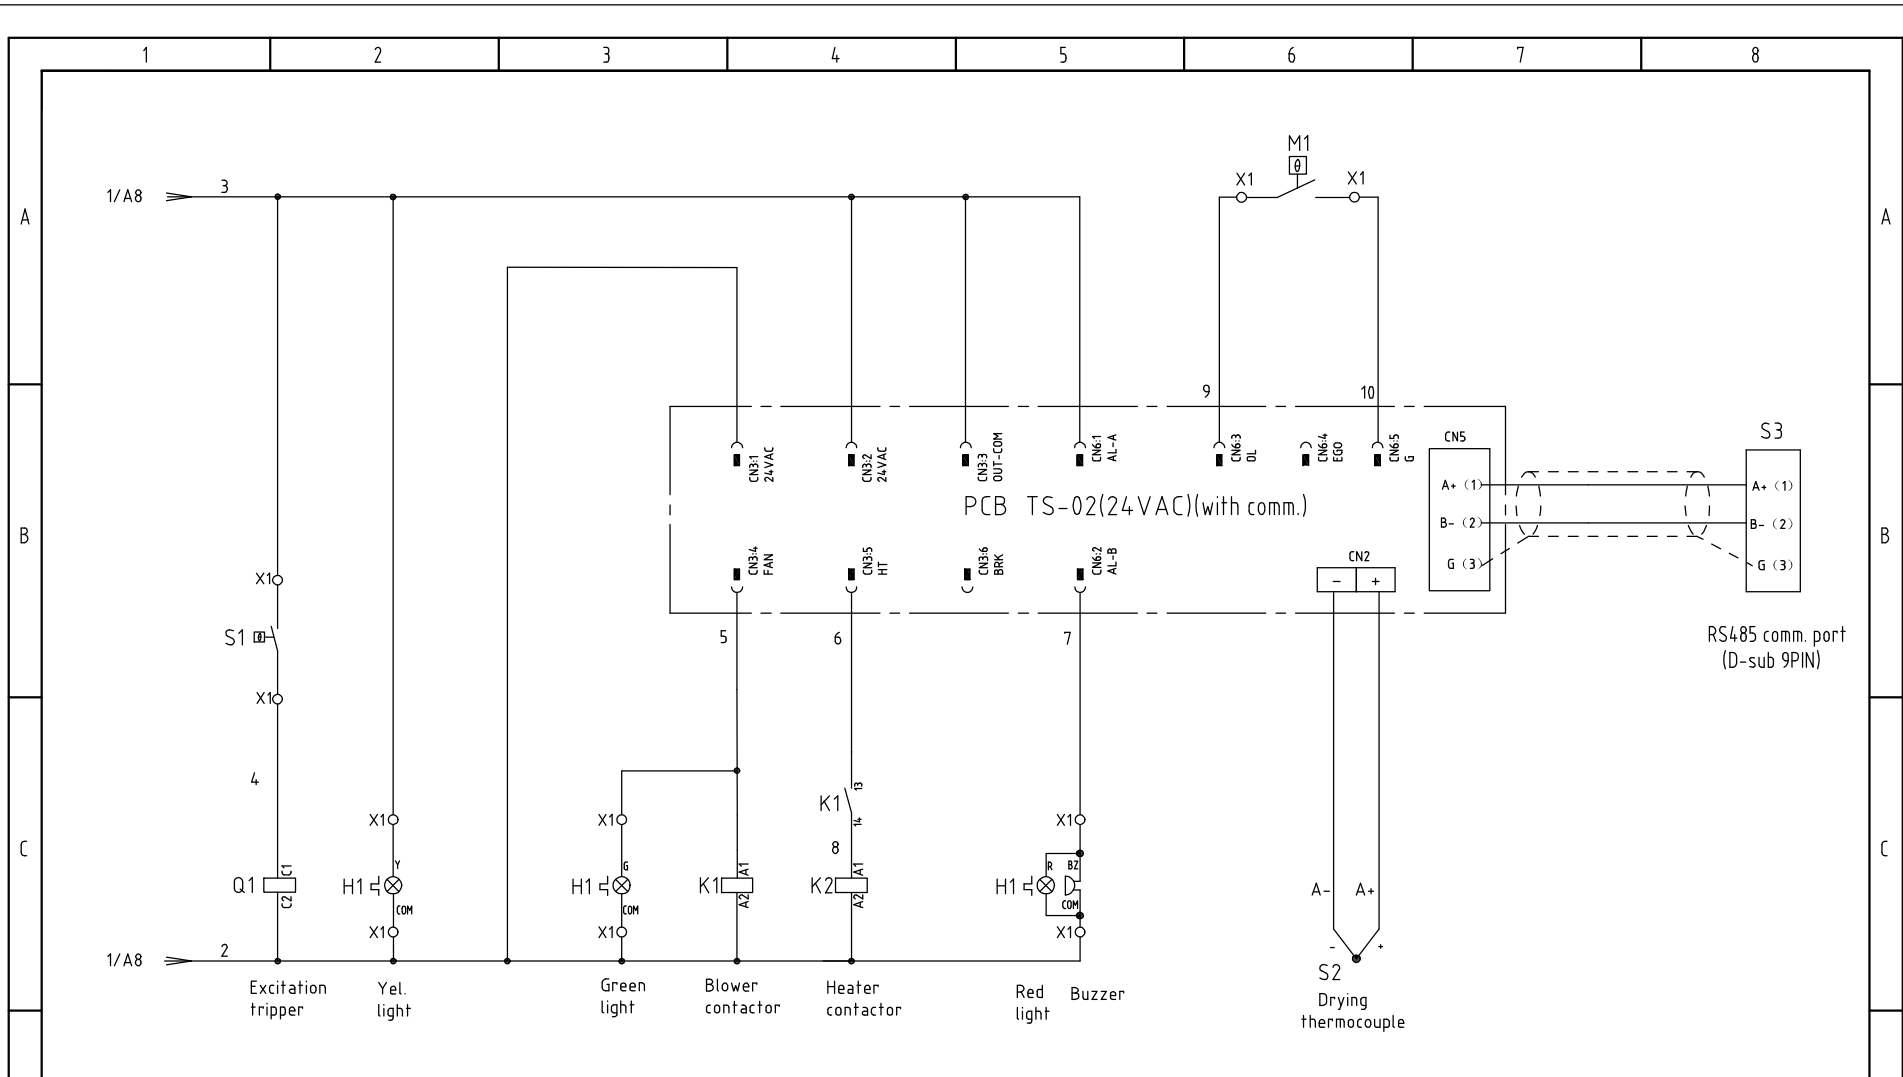 1 2 3 4 5 6 7 8
M1
θ
X1 X1
1/A8 3
A A
9 10
CN3:1
24VAC
CN3:2
24VAC
CN3:3
OUT-COM
CN6:1
AL-A
CN6:3
OL
CN6:4
EGO
CN6:5
G
CN5
S3
A+ (1) A+ (1)
PCB TS-02(24VAC)(with comm.)
B- (2) B- (2)
B B
CN3:4
FAN
CN3:5
HT
CN3:6
BRK
CN6:2
AL-B
CN2
- +
G (3) G (3)
X1
S1 θ
5 6 7
RS485 comm. port
(D-sub 9PIN)
X1
4
K1 13
14
X1 X1 X1
8
C C
Q1 C1
C2
H1 Y
COM
H1 G
COM
K1 A1
A2
K2 A1
A2
H1 R BZ
COM
A- A+
X1 X1 X1
- +
1/A8 2
S2
Excitation
tripper
Yel.
light
Green
light
Blower
contactor
Heater
contactor
Red
light
Buzzer
Drying
thermocouple